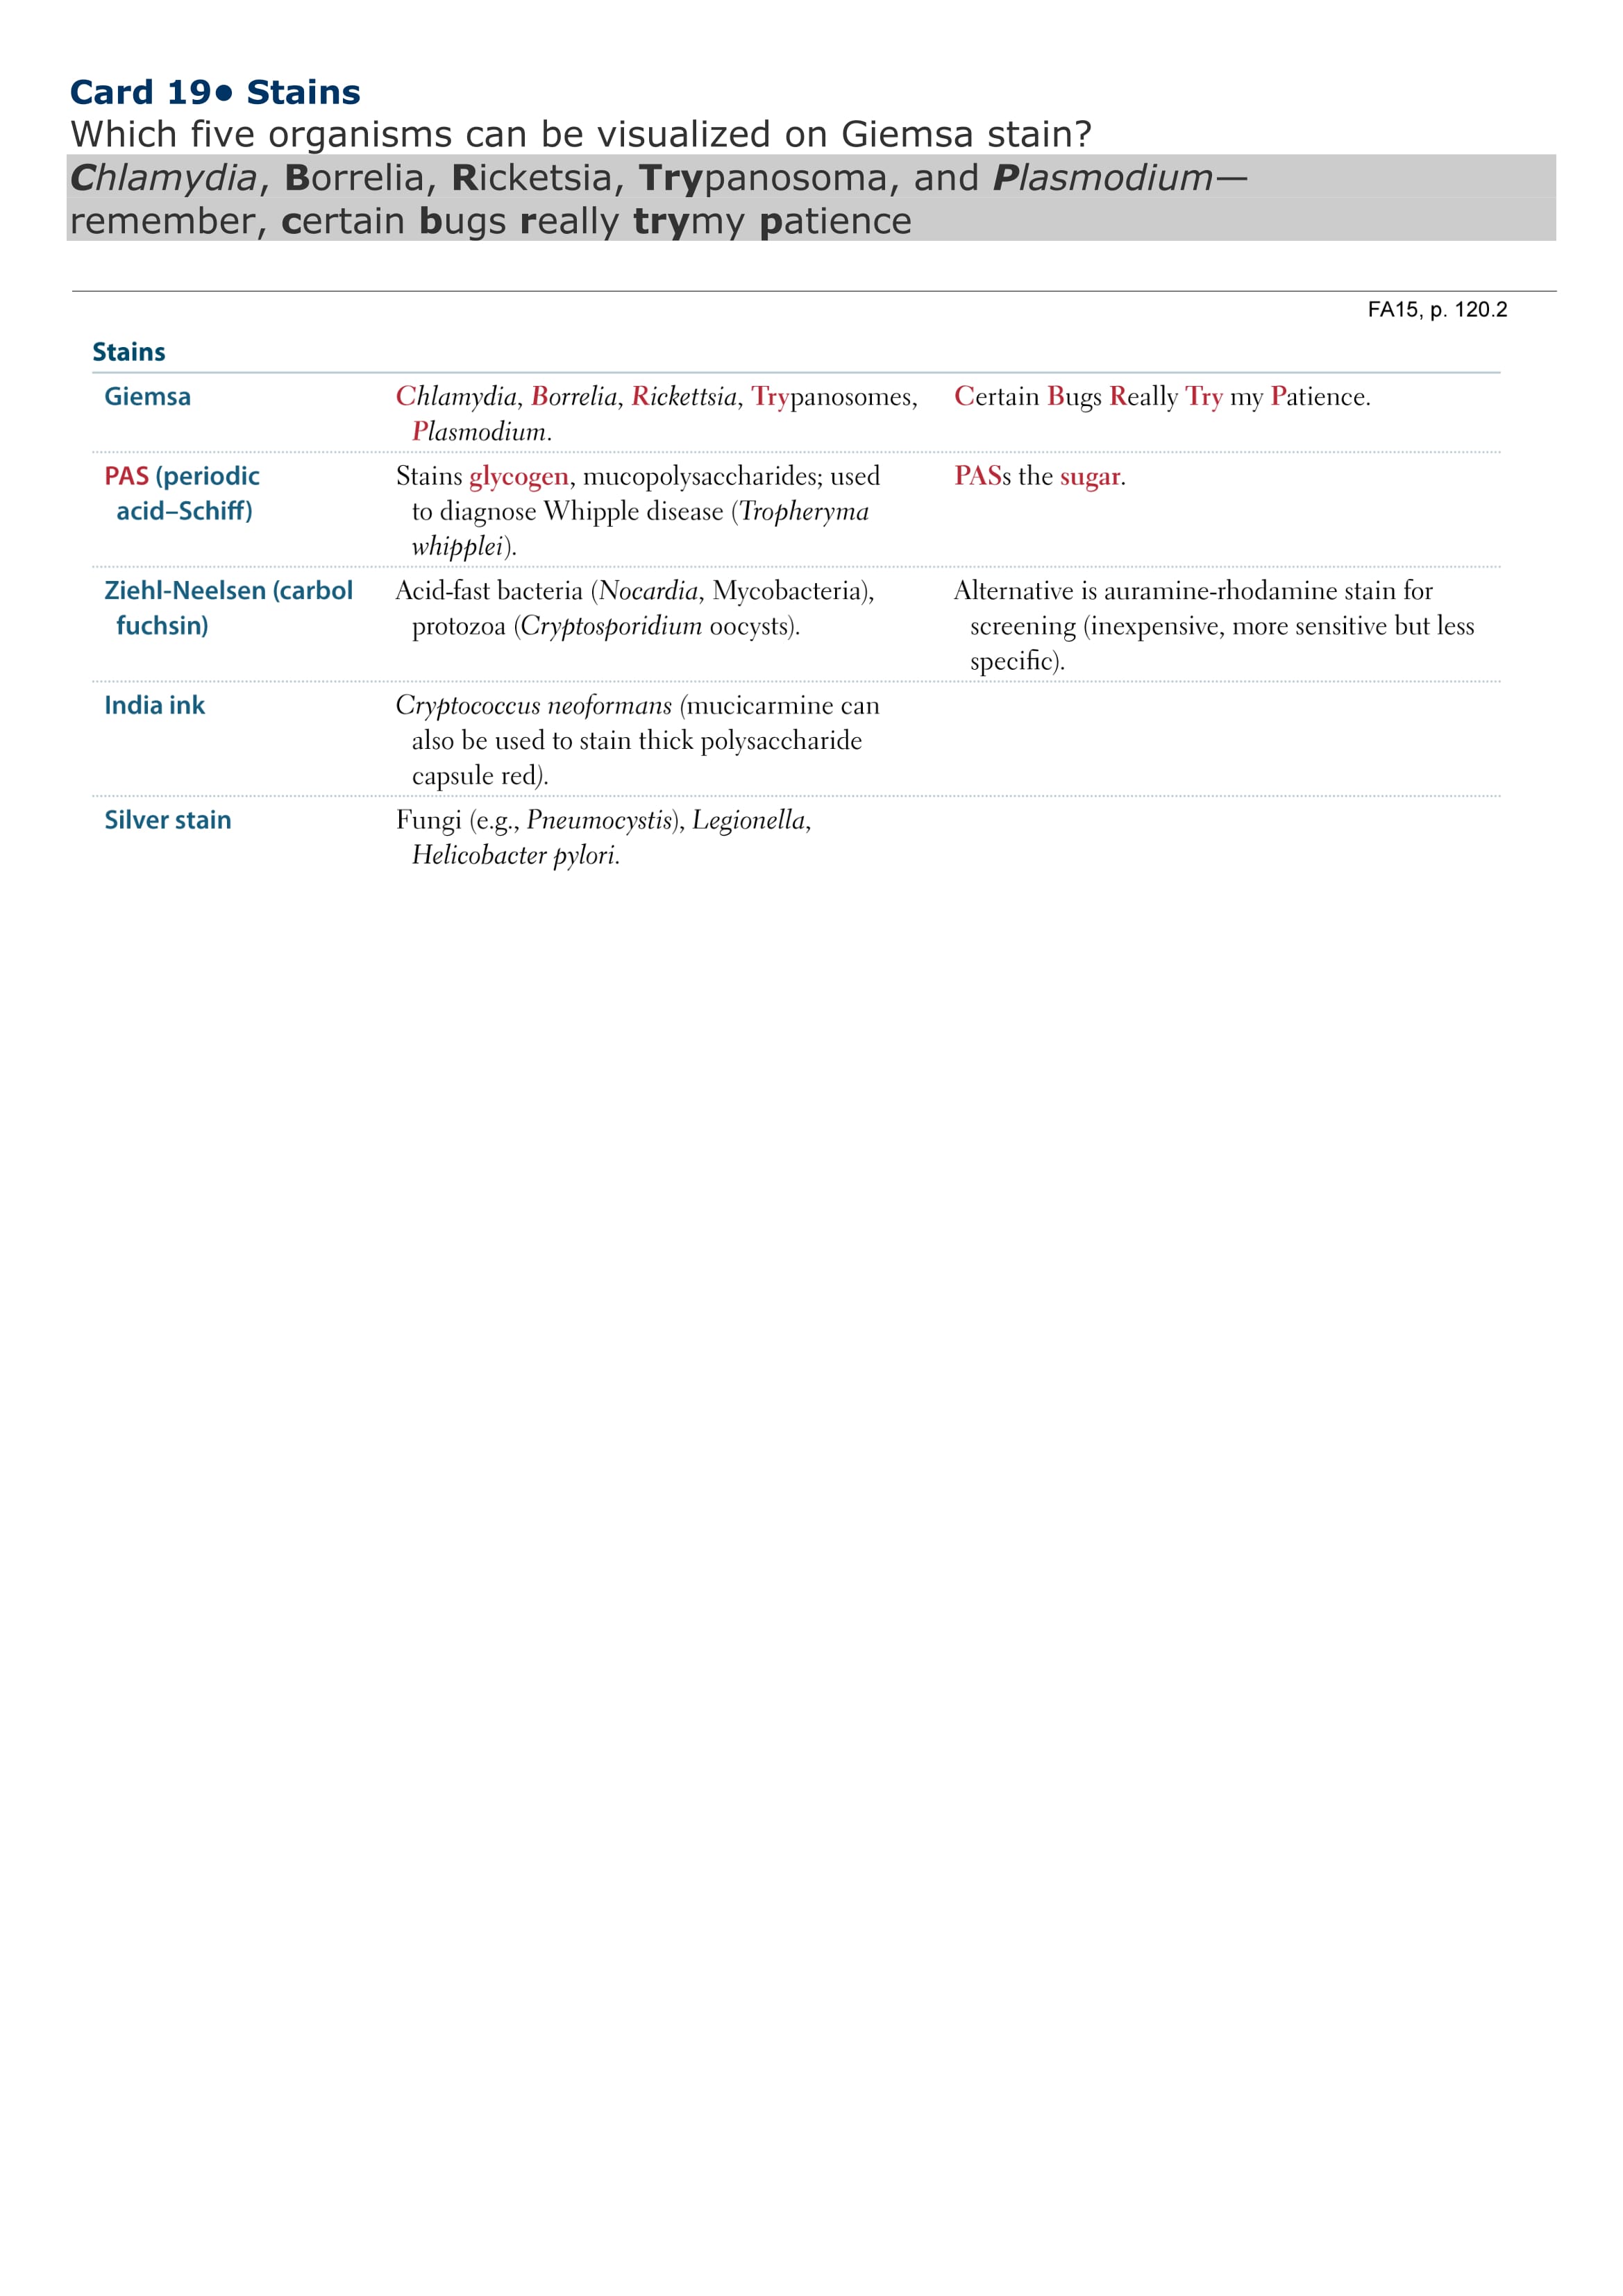 Card 19• Stains
Which five organisms can be visualized on Giemsa stain?
Chlamydia, Borrelia, Ricketsia, Trypanosoma, and Plasmodium—
remember, certain bugs really trymy patience
FA15, p. 120.2
Stains
Giemsa
Chlamydia, Borrelia, Rickettsia, Trypanosomes,
Plasmodium.
Certain Bugs Really Try my Patience.
PAS (periodic
acid–Schiff)
Stains glycogen, mucopolysaccharides; used
to diagnose Whipple disease (Tropheryma
whipplei).
PASs the sugar.
Ziehl-Neelsen (carbol
fuchsin)
Acid-fast bacteria (Nocardia, Mycobacteria),
protozoa (Cryptosporidium oocysts).
Alternative is auramine-rhodamine stain for
screening (inexpensive, more sensitive but less
specific).
India ink
Cryptococcus neoformans (mucicarmine can
also be used to stain thick polysaccharide
capsule red).
Silver stain
Fungi (e.g., Pneumocystis), Legionella,
Helicobacter pylori.